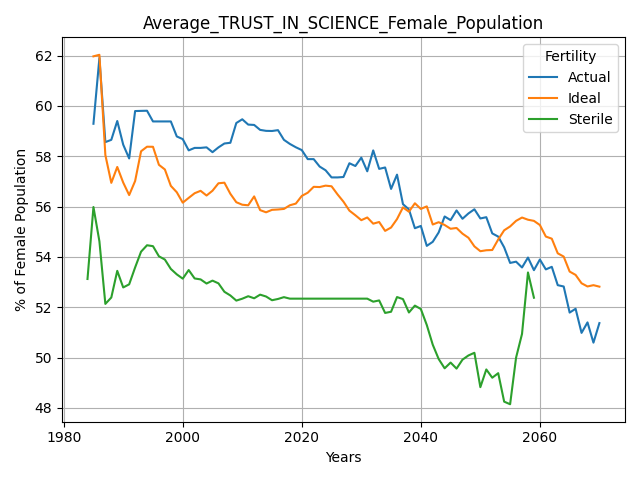 Average_TRUST_IN_SCIENCE_Female_Population
Fertility
Actual
Ideal
Sterile
% of Female Population
62
60
58
56
54
52
50
48
1980
2000
2020
2040
2060
Years